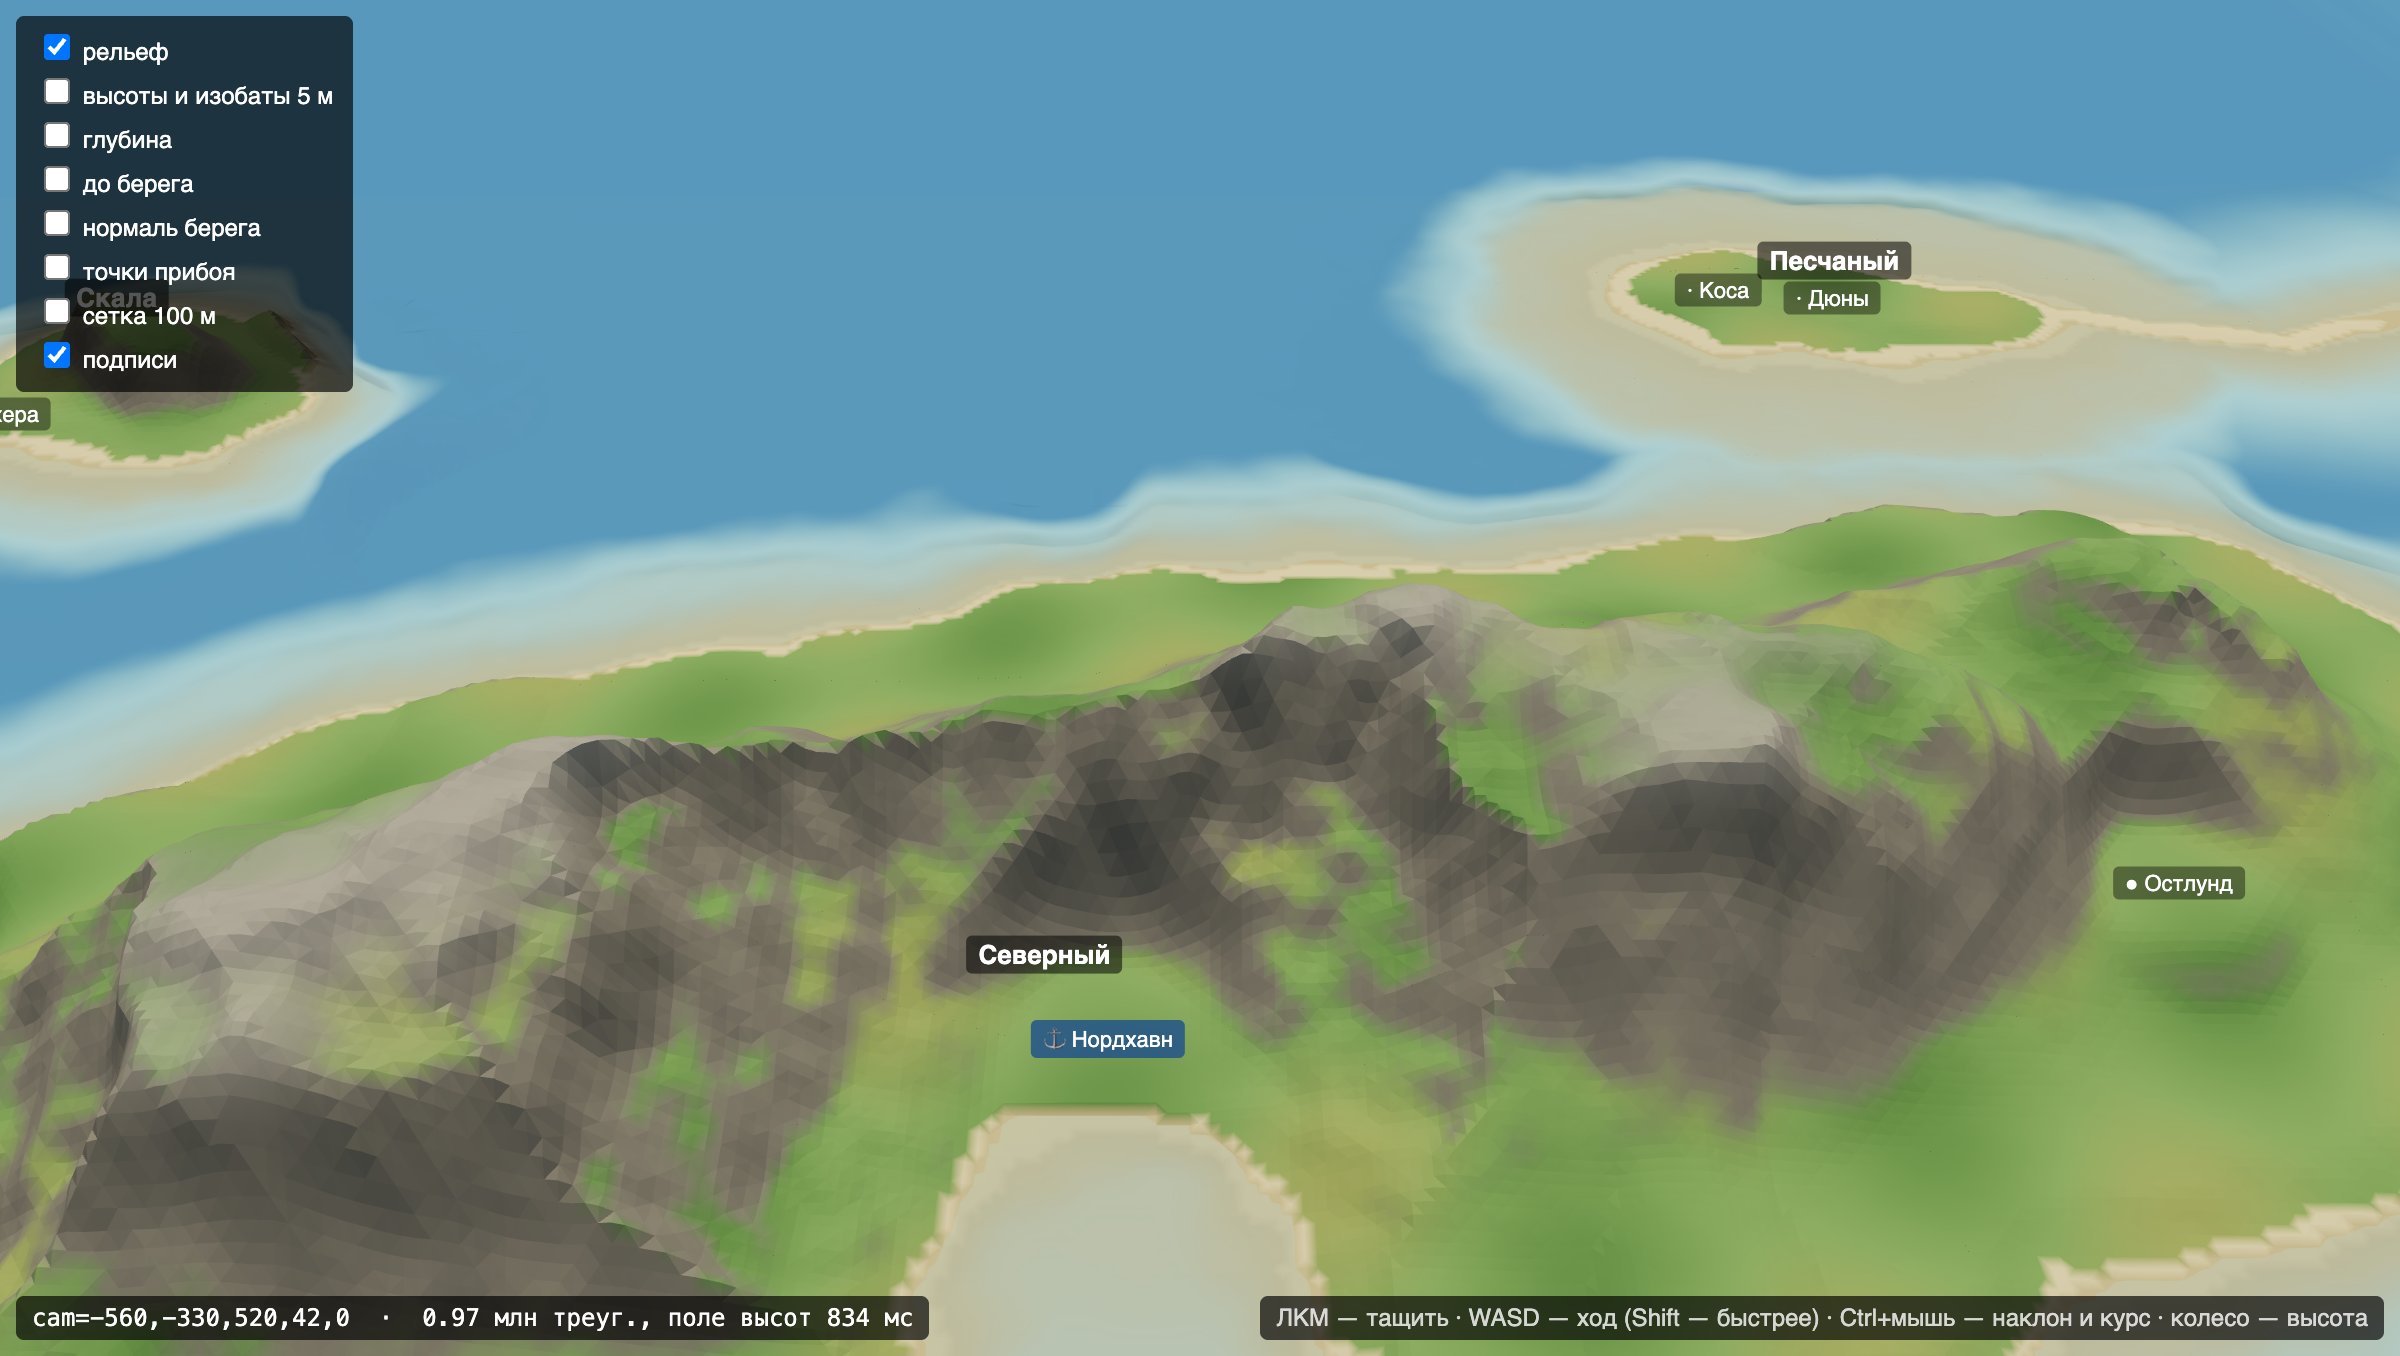 рельеф
высоты и изобаты 5 м
глубина
до берега
нормаль берега
точки прибоя
Скала
сетка 100 м
подписи
кера
Песчаный
· Коса
· Дюны
● Остлунд
Северный
⚓ Нордхавн
cam=−560,−330,520,42,0 · 0.97 млн треуг., поле высот 834 мс
ЛКМ — тащить · WASD — ход (Shift — быстрее) · Ctrl+мышь — наклон и курс · колесо — высота